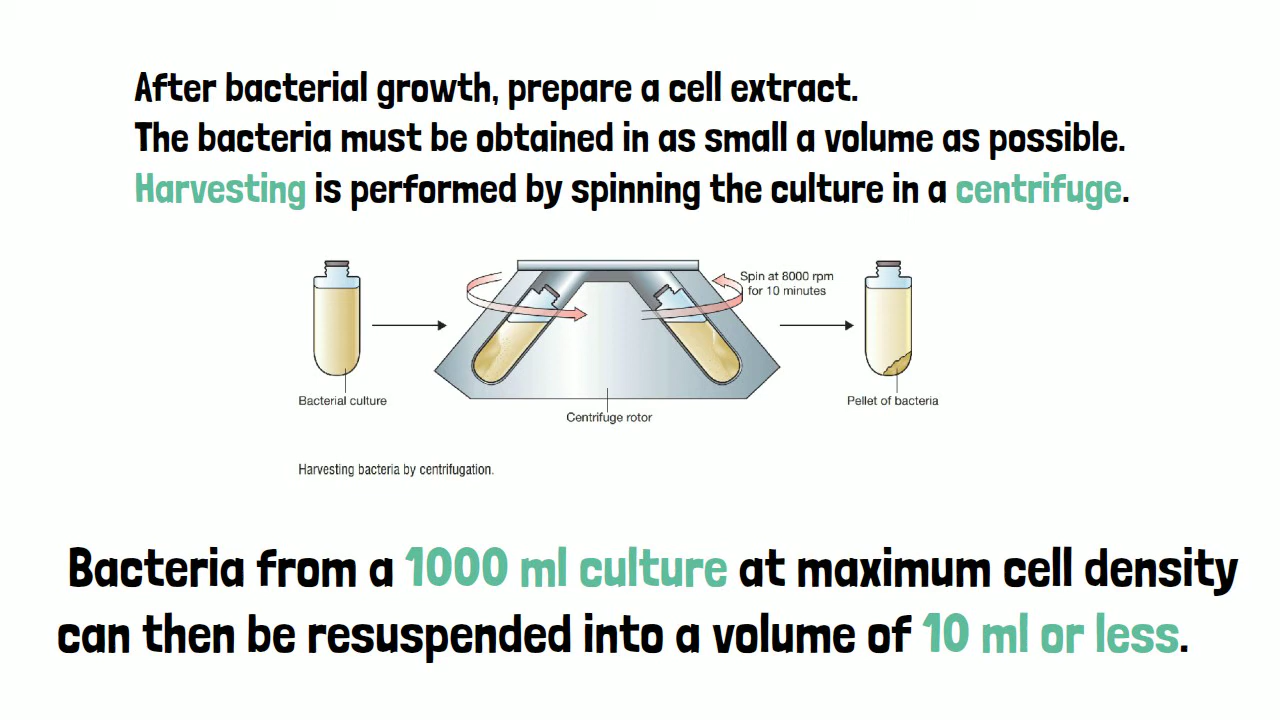 After bacterial growth, prepare a cell extract.
The bacteria must be obtained in as small a volume as possible.
Harvesting is performed by spinning the culture in a centrifuge.
Spin at 8000 rpm
for 10 minutes
Bacterial culture
Centrifuge rotor
Pellet of bacteria
Harvesting bacteria by centrifugation.
Bacteria from a 1000 ml culture at maximum cell density
can then be resuspended into a volume of 10 ml or less.